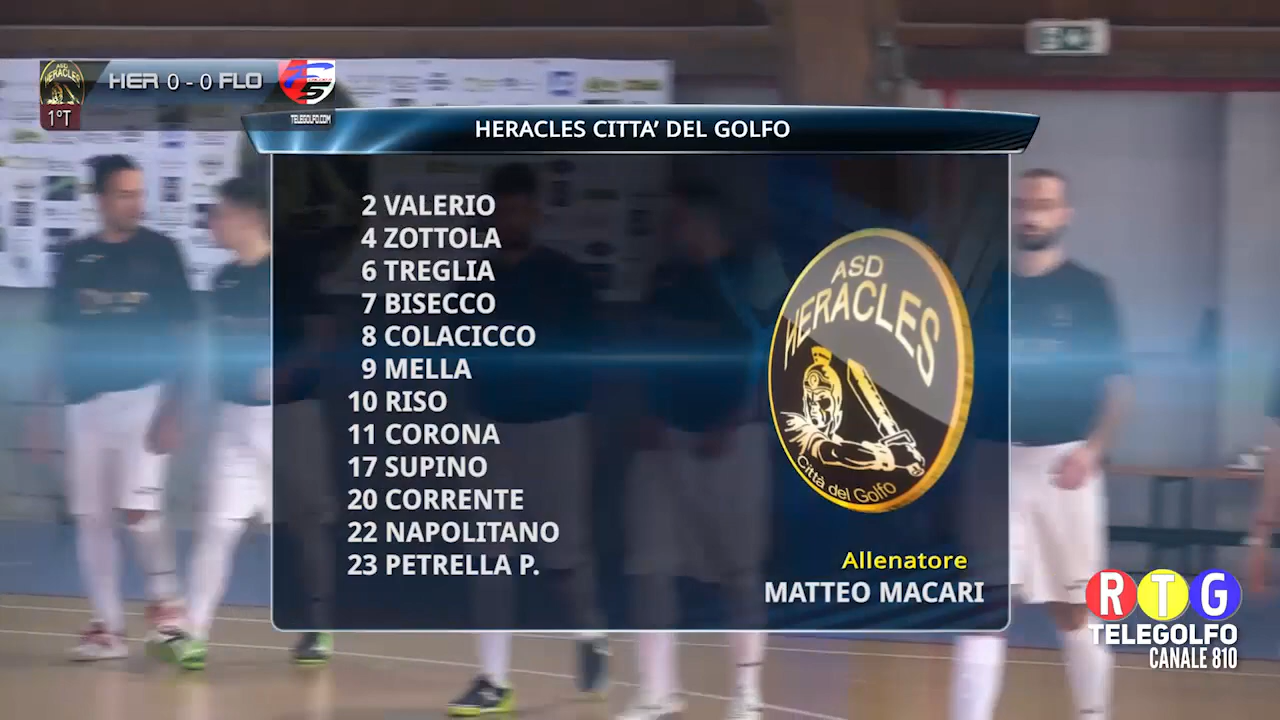 ASD
HERACLES
HER 0 - 0 FLO
1°T
TELEGOLFO.COM
HERACLES CITTA' DEL GOLFO
2 VALERIO
4 ZOTTOLA
6 TREGLIA
7 BISECCO
8 COLACICCO
9 MELLA
10 RISO
11 CORONA
17 SUPINO
20 CORRENTE
22 NAPOLITANO
23 PETRELLA P.
ASD
HERACLES
Città del Golfo
Allenatore
MATTEO MACARI
RTG
TELEGOLFO
CANALE 810